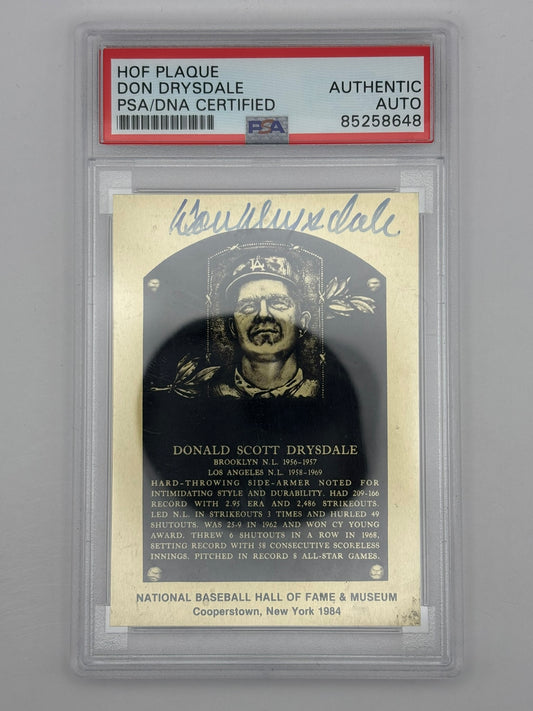 HOF PLAQUE
DON DRYSDALE
PSA/DNA CERTIFIED
AUTHENTIC
AUTO
85258648
PSA
Don Drysdale
LA
DONALD SCOTT DRYSDALE
BROOKLYN N.L. 1956-1957
LOS ANGELES N.L. 1958-1969
HARD-THROWING SIDE-ARMER NOTED FOR
INTIMIDATING STYLE AND DURABILITY. HAD 209-166
RECORD WITH 2.95 ERA AND 2,486 STRIKEOUTS.
LED N.L. IN STRIKEOUTS 3 TIMES AND HURLED 49
SHUTOUTS. WAS 25-9 IN 1962 AND WON CY YOUNG
AWARD. THREW 6 SHUTOUTS IN A ROW IN 1968,
SETTING RECORD WITH 58 CONSECUTIVE SCORELESS
INNINGS. PITCHED IN RECORD 8 ALL-STAR GAMES.
NATIONAL BASEBALL HALL OF FAME & MUSEUM
Cooperstown, New York 1984